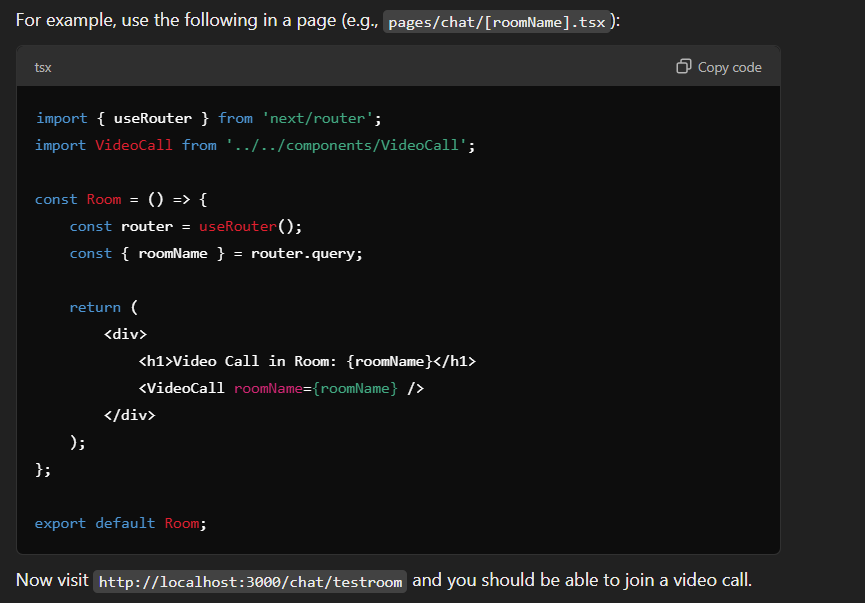 For example, use the following in a page (e.g., pages/chat/[roomName].tsx):
tsx
Copy code
import { useRouter } from 'next/router';
import VideoCall from '../../components/VideoCall';
const Room = () => {
    const router = useRouter();
    const { roomName } = router.query;
    return (
        <div>
            <h1>Video Call in Room: {roomName}</h1>
            <VideoCall roomName={roomName} />
        </div>
    );
};
export default Room;
Now visit http://localhost:3000/chat/testroom and you should be able to join a video call.